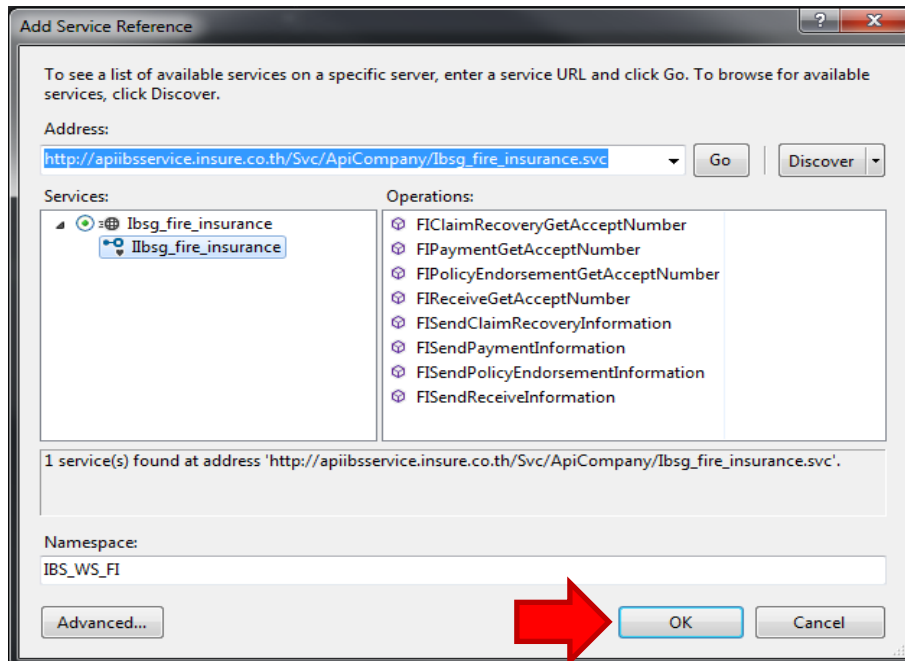 Add Service Reference
To see a list of available services on a specific server, enter a service URL and click Go. To browse for available
services, click Discover.
Address:
http://apiibsservice.insure.co.th/Svc/ApiCompany/Ibsg_fire_insurance.svc
Go
Discover
Services:
Ibsg_fire_insurance
IIbsg_fire_insurance
Operations:
FIClaimRecoveryGetAcceptNumber
FIPaymentGetAcceptNumber
FIPolicyEndorsementGetAcceptNumber
FIReceiveGetAcceptNumber
FISendClaimRecoveryInformation
FISendPaymentInformation
FISendPolicyEndorsementInformation
FISendReceiveInformation
1 service(s) found at address 'http://apiibsservice.insure.co.th/Svc/ApiCompany/Ibsg_fire_insurance.svc'.
Namespace:
IBS_WS_FI
Advanced...
OK
Cancel